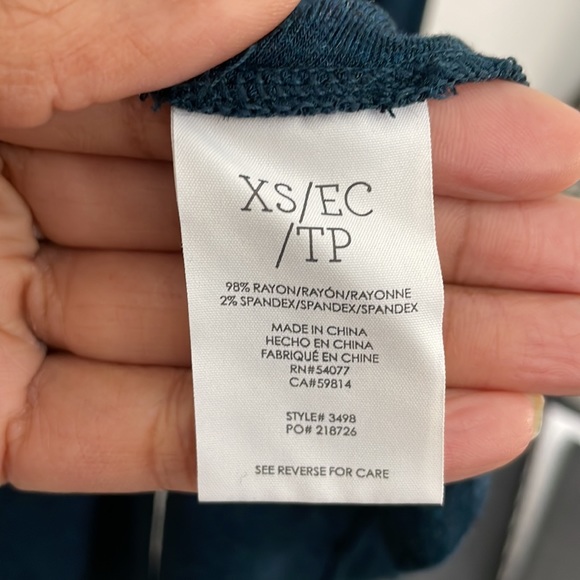 XS/EC
/TP
98% RAYON/RAYÓN/RAYONNE
2% SPANDEX/SPANDEX/SPANDEX
MADE IN CHINA
HECHO EN CHINA
FABRIQUÉ EN CHINE
RN#54077
CA#59814
STYLE# 3498
PO# 218726
SEE REVERSE FOR CARE